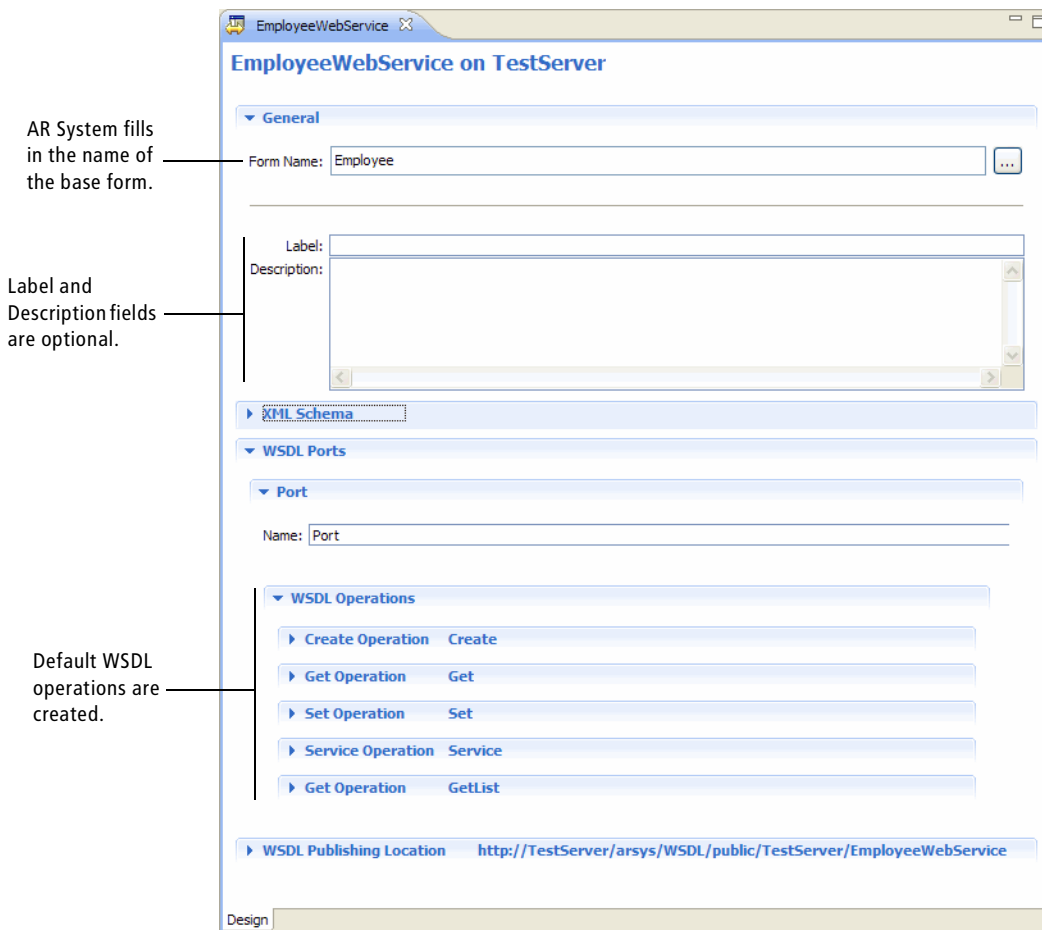 EmployeeWebService
EmployeeWebService on TestServer
General
AR System fills
in the name of
the base form.
Form Name: Employee
...
Label:
Description:
Label and
Description fields
are optional.
XML Schema
WSDL Ports
Port
Name: Port
WSDL Operations
Create Operation Create
Get Operation Get
Set Operation Set
Service Operation Service
Get Operation GetList
Default WSDL
operations are
created.
WSDL Publishing Location http://TestServer/arsys/WSDL/public/TestServer/EmployeeWebService
Design